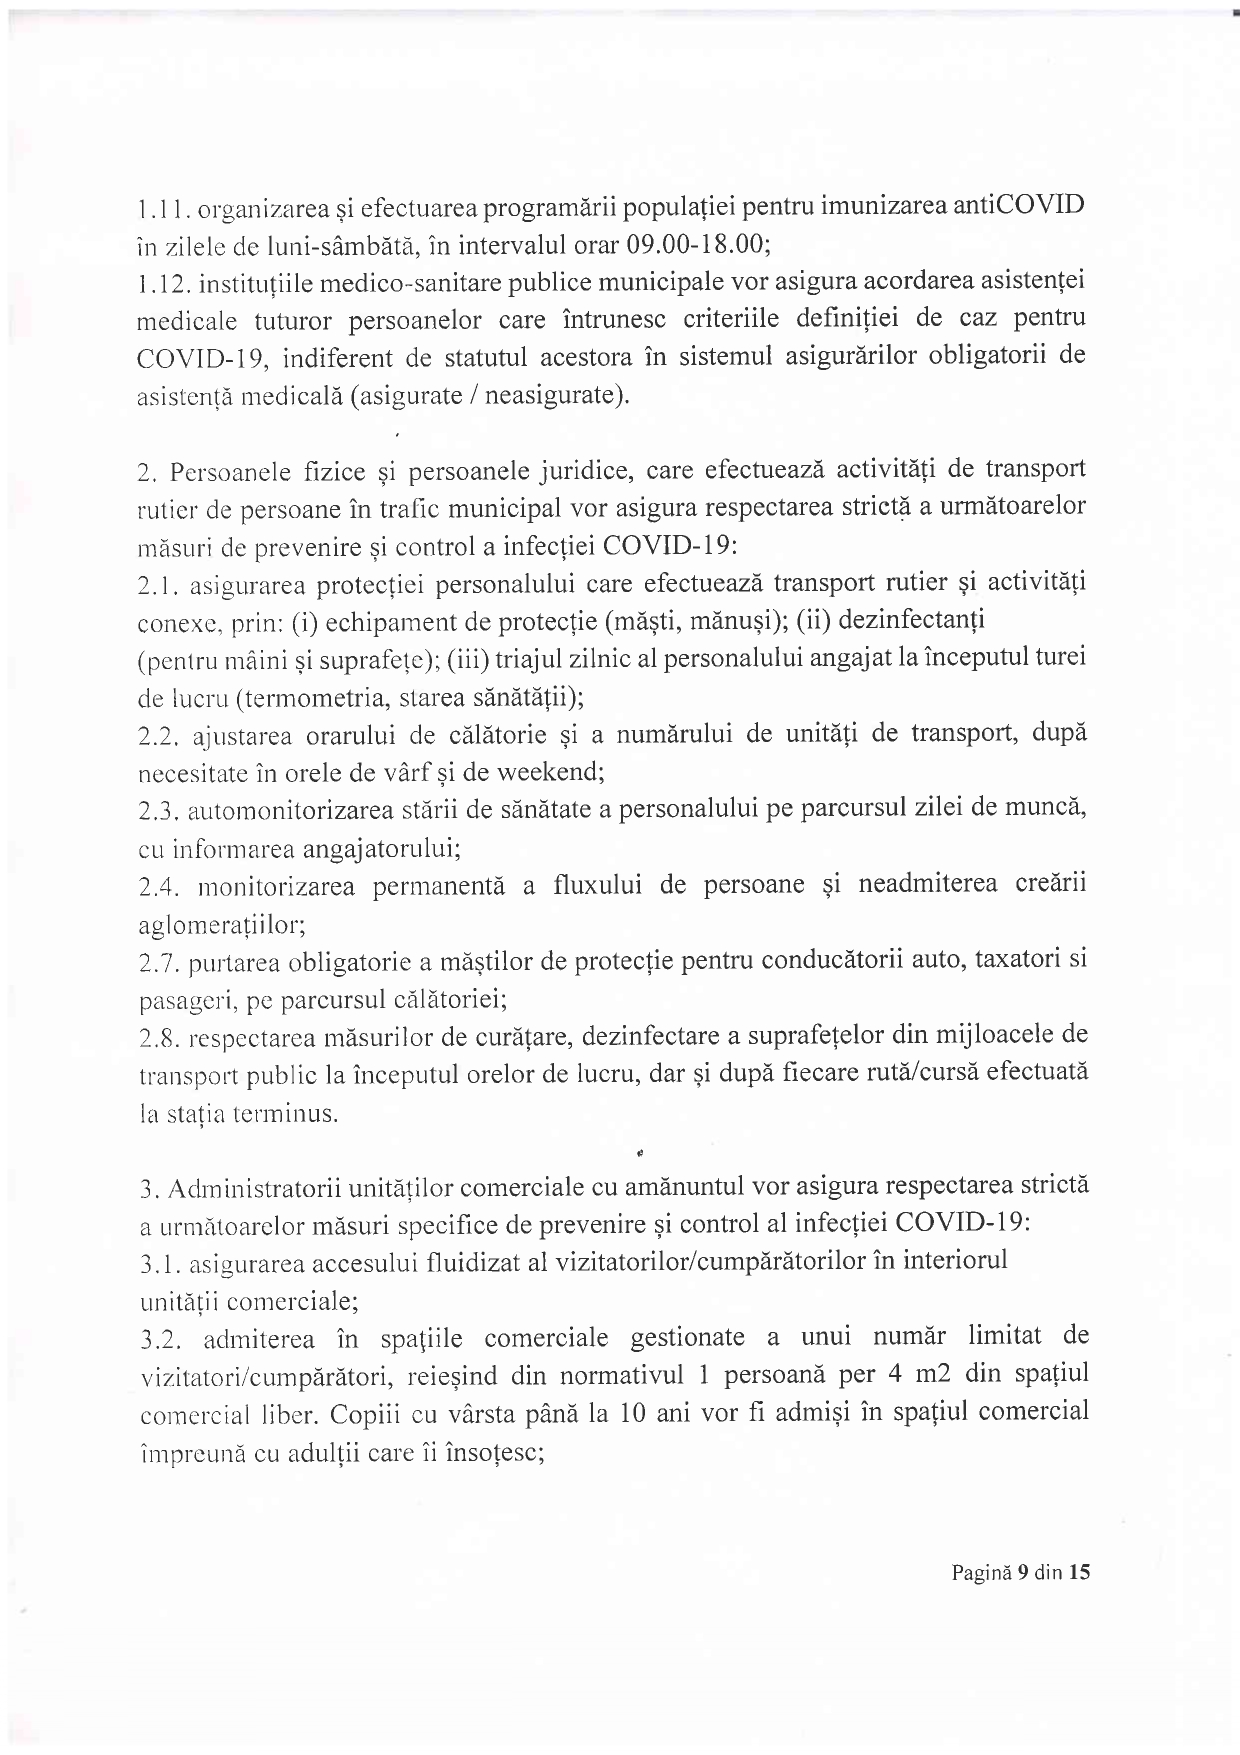 1.11. organizarea și efectuarea programării populației pentru imunizarea antiCOVID
în zilele de luni-sâmbătă, în intervalul orar 09.00-18.00;
1.12. instituțiile medico-sanitare publice municipale vor asigura acordarea asistenței
medicale tuturor persoanelor care întrunesc criteriile definiției de caz pentru
COVID-19, indiferent de statutul acestora în sistemul asigurărilor obligatorii de
asistență medicală (asigurate / neasigurate).
2. Persoanele fizice și persoanele juridice, care efectuează activități de transport
rutier de persoane în trafic municipal vor asigura respectarea strictă a următoarelor
măsuri de prevenire și control a infecției COVID-19:
2.1. asigurarea protecției personalului care efectuează transport rutier și activități
conexe, prin: (i) echipament de protecție (măști, mănuși); (ii) dezinfectanți
(pentru mâini și suprafețe); (iii) triajul zilnic al personalului angajat la începutul turei
de lucru (termometria, starea sănătății);
2.2. ajustarea orarului de călătorie și a numărului de unități de transport, după
necesitate în orele de vârf și de weekend;
2.3. automonitorizarea stării de sănătate a personalului pe parcursul zilei de muncă,
cu informarea angajatorului;
2.4. monitorizarea permanentă a fluxului de persoane și neadmiterea creării
aglomerațiilor;
2.7. purtarea obligatorie a măștilor de protecție pentru conducătorii auto, taxatori si
pasageri, pe parcursul călătoriei;
2.8. respectarea măsurilor de curățare, dezinfectare a suprafețelor din mijloacele de
transport public la începutul orelor de lucru, dar și după fiecare rută/cursă efectuată
la stația terminus.
3. Administratorii unităților comerciale cu amănuntul vor asigura respectarea strictă
a următoarelor măsuri specifice de prevenire și control al infecției COVID-19:
3.1. asigurarea accesului fluidizat al vizitatorilor/cumpărătorilor în interiorul
unității comerciale;
3.2. admiterea în spațiile comerciale gestionate a unui număr limitat de
vizitatori/cumpărători, reieșind din normativul 1 persoană per 4 m2 din spațiul
comercial liber. Copiii cu vârsta până la 10 ani vor fi admiși în spațiul comercial
împreună cu adulții care îi însoțesc;
Pagină 9 din 15